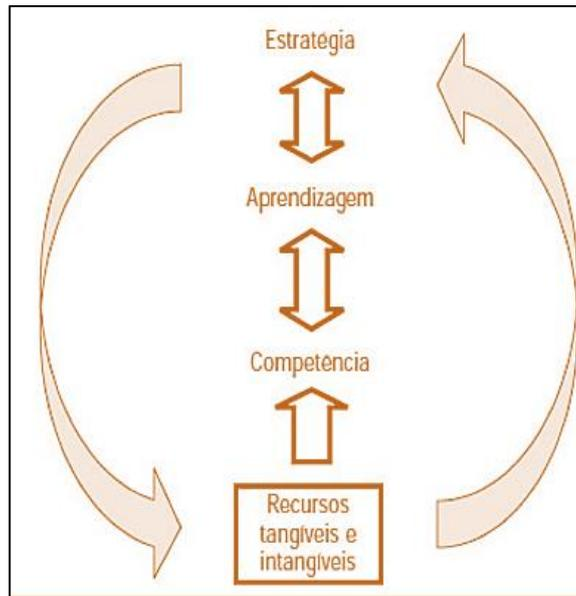 Estratégia
Aprendizagem
Competência
Recursos
tangíveis e
intangíveis